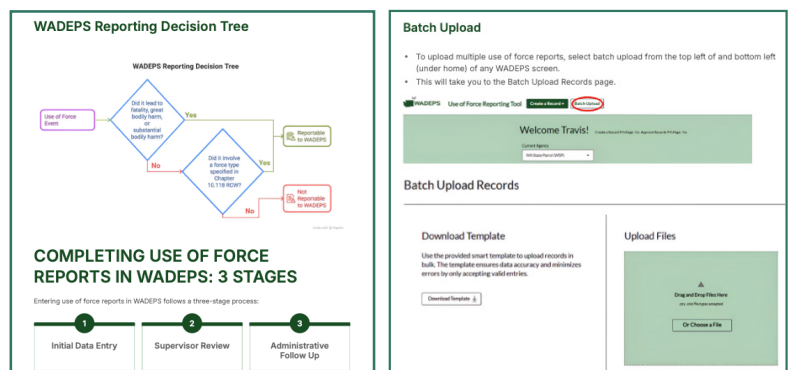 WADEPS Reporting Decision Tree
WADEPS Reporting Decision Tree
Use of Force
Event
Did it lead to
fatality, great
bodily harm,
or
substantial
bodily harm?
Yes
No
Did it involve
a force type
specified in
Chapter
10.118 RCW?
Yes
No
Reportable
to WADEPS
Not
Reportable
to WADEPS
COMPLETING USE OF FORCE
REPORTS IN WADEPS: 3 STAGES
Entering use of force reports in WADEPS follows a three-stage process:
1
Initial Data Entry
2
Supervisor Review
3
Administrative
Follow Up
Batch Upload
• To upload multiple use of force reports, select batch upload from the top left of and bottom left
(under home) of any WADEPS screen.
• This will take you to the Batch Upload Records page.
WADEPS Use of Force Reporting Tool Create a Record Batch Upload
Welcome Travis!
Current Agency
Batch Upload Records
Download Template
Use the provided smart template to upload records in
bulk. The template ensures data accuracy and minimizes
errors by only accepting valid entries.
Download Template
Upload Files
Drag and Drop Files Here
Or Choose a File